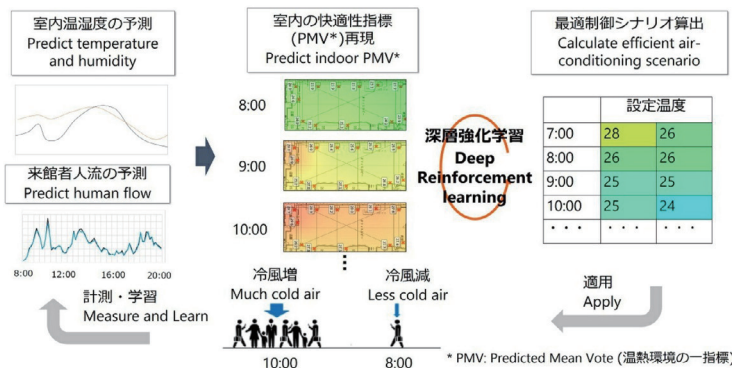 室内温湿度の予測
Predict temperature
and humidity
来館者人流の予測
Predict human flow
8:00 12:00 16:00 20:00
計測・学習
Measure and Learn
室内の快適性指標
(PMV*)再現
Predict indoor PMV*
8:00
9:00
10:00
冷風増
Much cold air
冷風減
Less cold air
10:00 8:00
深層強化学習
Deep
Reinforcement
learning
最適制御シナリオ算出
Calculate efficient air-
conditioning scenario
設定温度
7:00 28 26
8:00 26 26
9:00 25 25
10:00 25 24
・・・ ・・・ ・・・
適用
Apply
* PMV: Predicted Mean Vote (温熱環境の一指標)